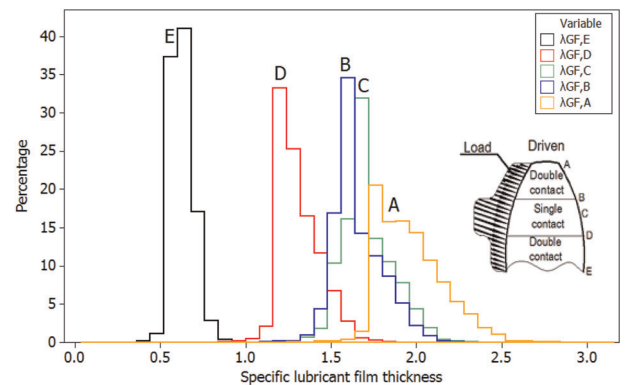 Variable
λGF,E
λGF,D
λGF,C
λGF,B
λGF,A
E
D
B
C
A
Percentage
40
35
30
25
20
15
10
5
0
0.0 0.5 1.0 1.5 2.0 2.5 3.0
Specific lubricant film thickness
Load
Driven
A
Double
contact
B
Single
contact
C
D
Double
contact
E